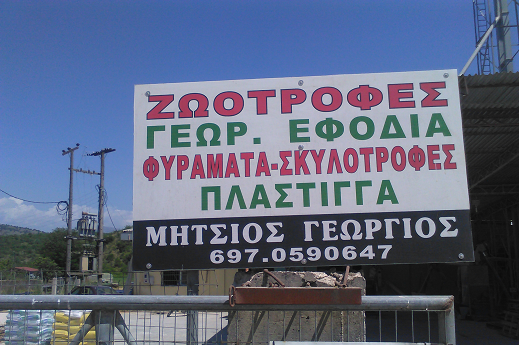 ΖΩΟΤΡΟΦΕΣ
ΓΕΩΡ. ΕΦΟΔΙΑ
ΦΥΡΑΜΑΤΑ-ΣΚΥΛΟΤΡΟΦΕΣ
ΠΛΑΣΤΙΓΓΑ
ΜΗΤΣΙΟΣ ΓΕΩΡΓΙΟΣ
697.0590647